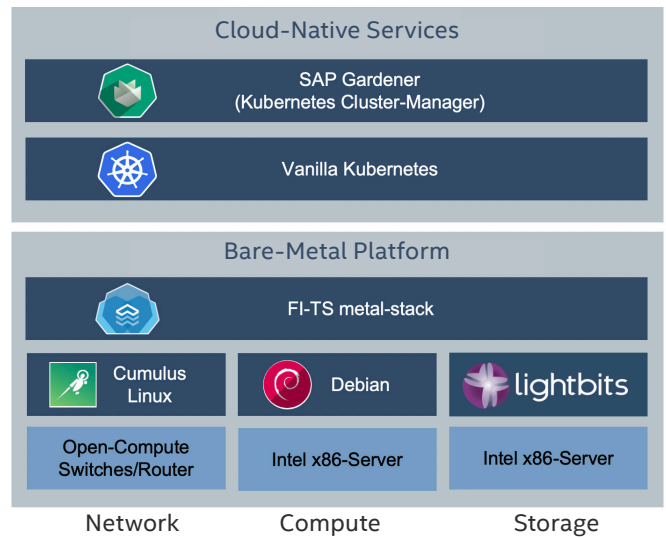 Cloud-Native Services
SAP Gardener
(Kubernetes Cluster-Manager)
Vanilla Kubernetes
Bare-Metal Platform
FI-TS metal-stack
Cumulus
Linux
Debian
lightbits
Open-Compute
Switches/Router
Intel x86-Server
Intel x86-Server
Network
Compute
Storage